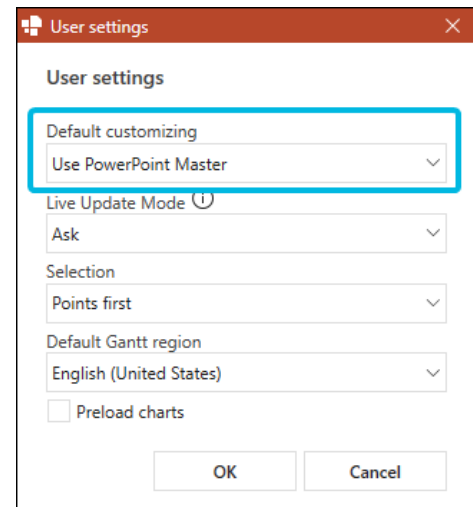 User settings
User settings
Default customizing
Use PowerPoint Master
Live Update Mode
Ask
Selection
Points first
Default Gantt region
English (United States)
Preload charts
OK Cancel